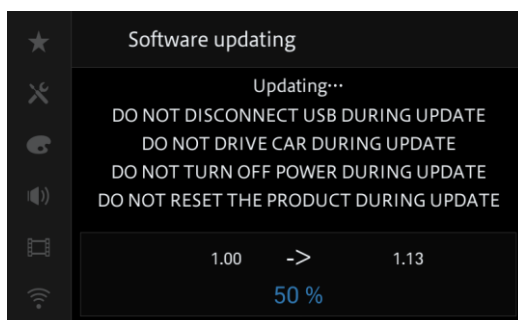 Software updating
Updating…
DO NOT DISCONNECT USB DURING UPDATE
DO NOT DRIVE CAR DURING UPDATE
DO NOT TURN OFF POWER DURING UPDATE
DO NOT RESET THE PRODUCT DURING UPDATE
1.00 -> 1.13
50 %